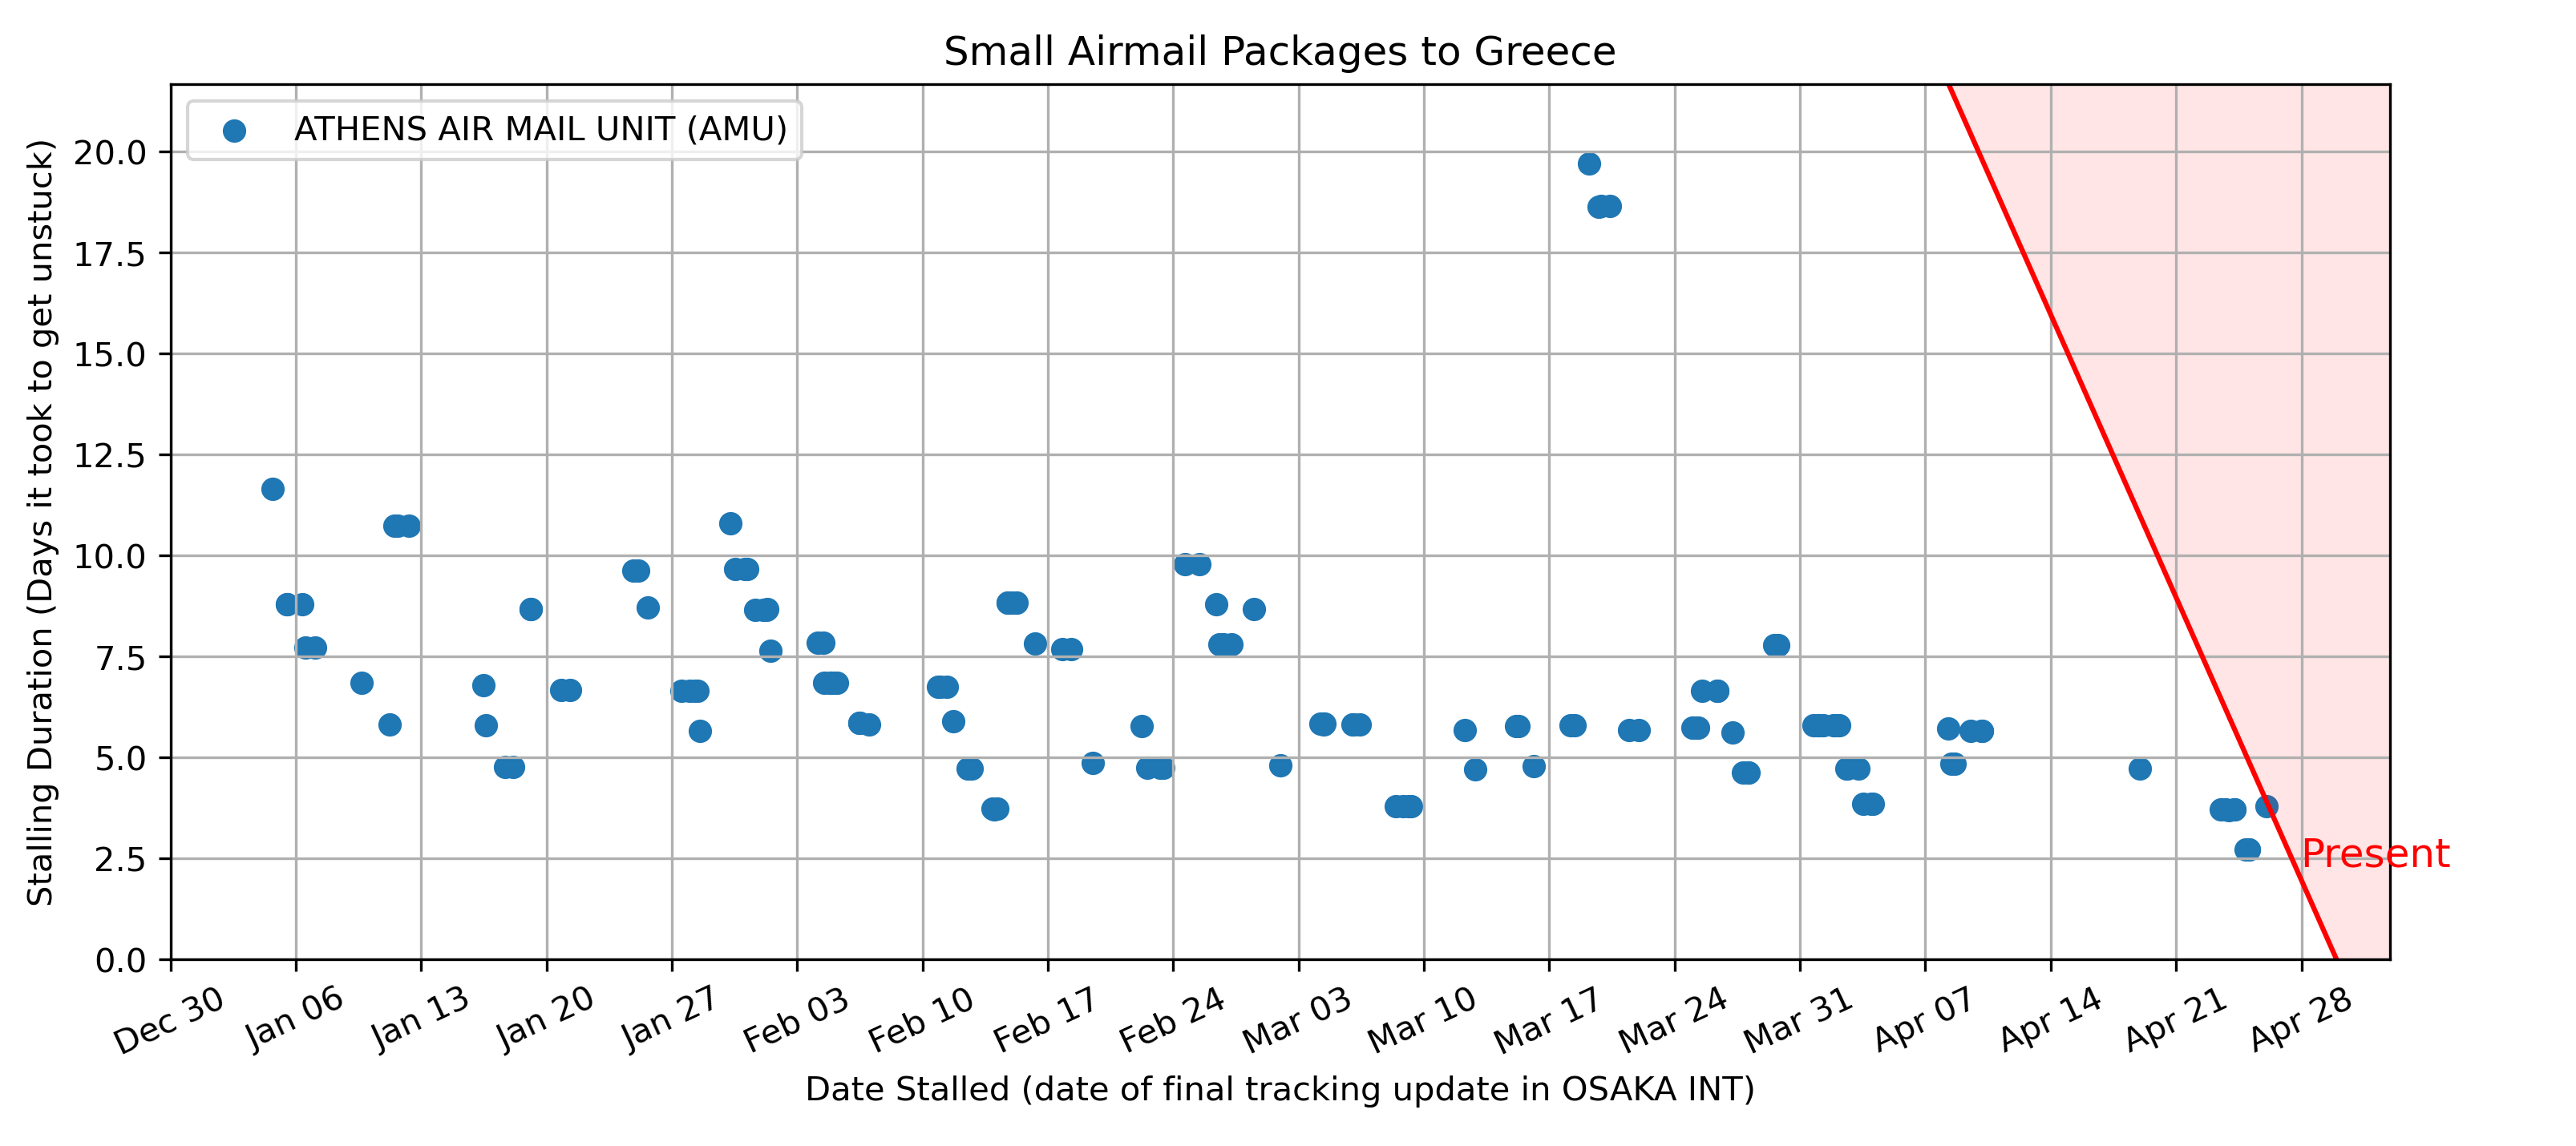 Small Airmail Packages to Greece
ATHENS AIR MAIL UNIT (AMU)
Stalling Duration (Days it took to get unstuck)
20.0
17.5
15.0
12.5
10.0
7.5
5.0
2.5
0.0
Present
Dec 30
Jan 06
Jan 13
Jan 20
Jan 27
Feb 03
Feb 10
Feb 17
Feb 24
Mar 03
Mar 10
Mar 17
Mar 24
Mar 31
Apr 07
Apr 14
Apr 21
Apr 28
Date Stalled (date of final tracking update in OSAKA INT)